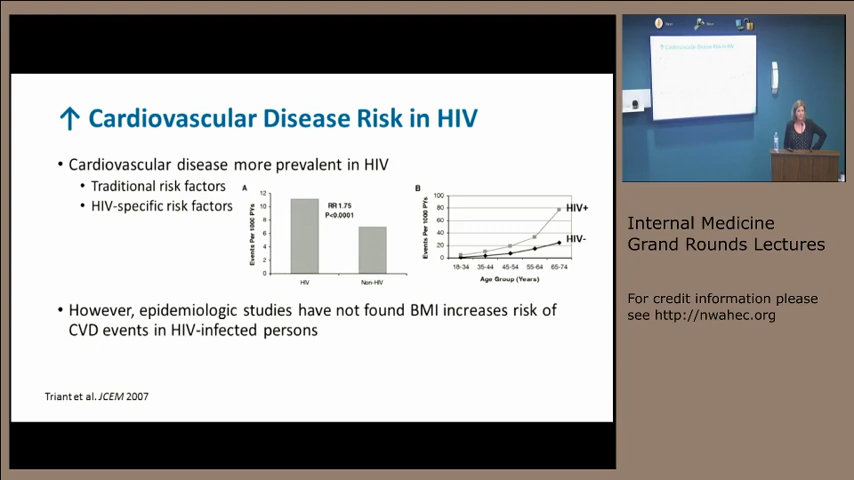 ↑ Cardiovascular Disease Risk in HIV
• Cardiovascular disease more prevalent in HIV
• Traditional risk factors
• HIV-specific risk factors
A
Events Per 1000 PYs
12
10
8
6
4
2
0
RR 1.75
P<0.0001
HIV
Non-HIV
B
Events Per 1000 PYs
100
80
60
40
20
0
HIV+
HIV-
18-34 35-44 45-54 55-64 65-74
Age Group (Years)
• However, epidemiologic studies have not found BMI increases risk of
CVD events in HIV-infected persons
Triant et al. JCEM 2007
↑ Cardiovascular Disease Risk in HIV
Internal Medicine
Grand Rounds Lectures
For credit information please
see http://nwahec.org